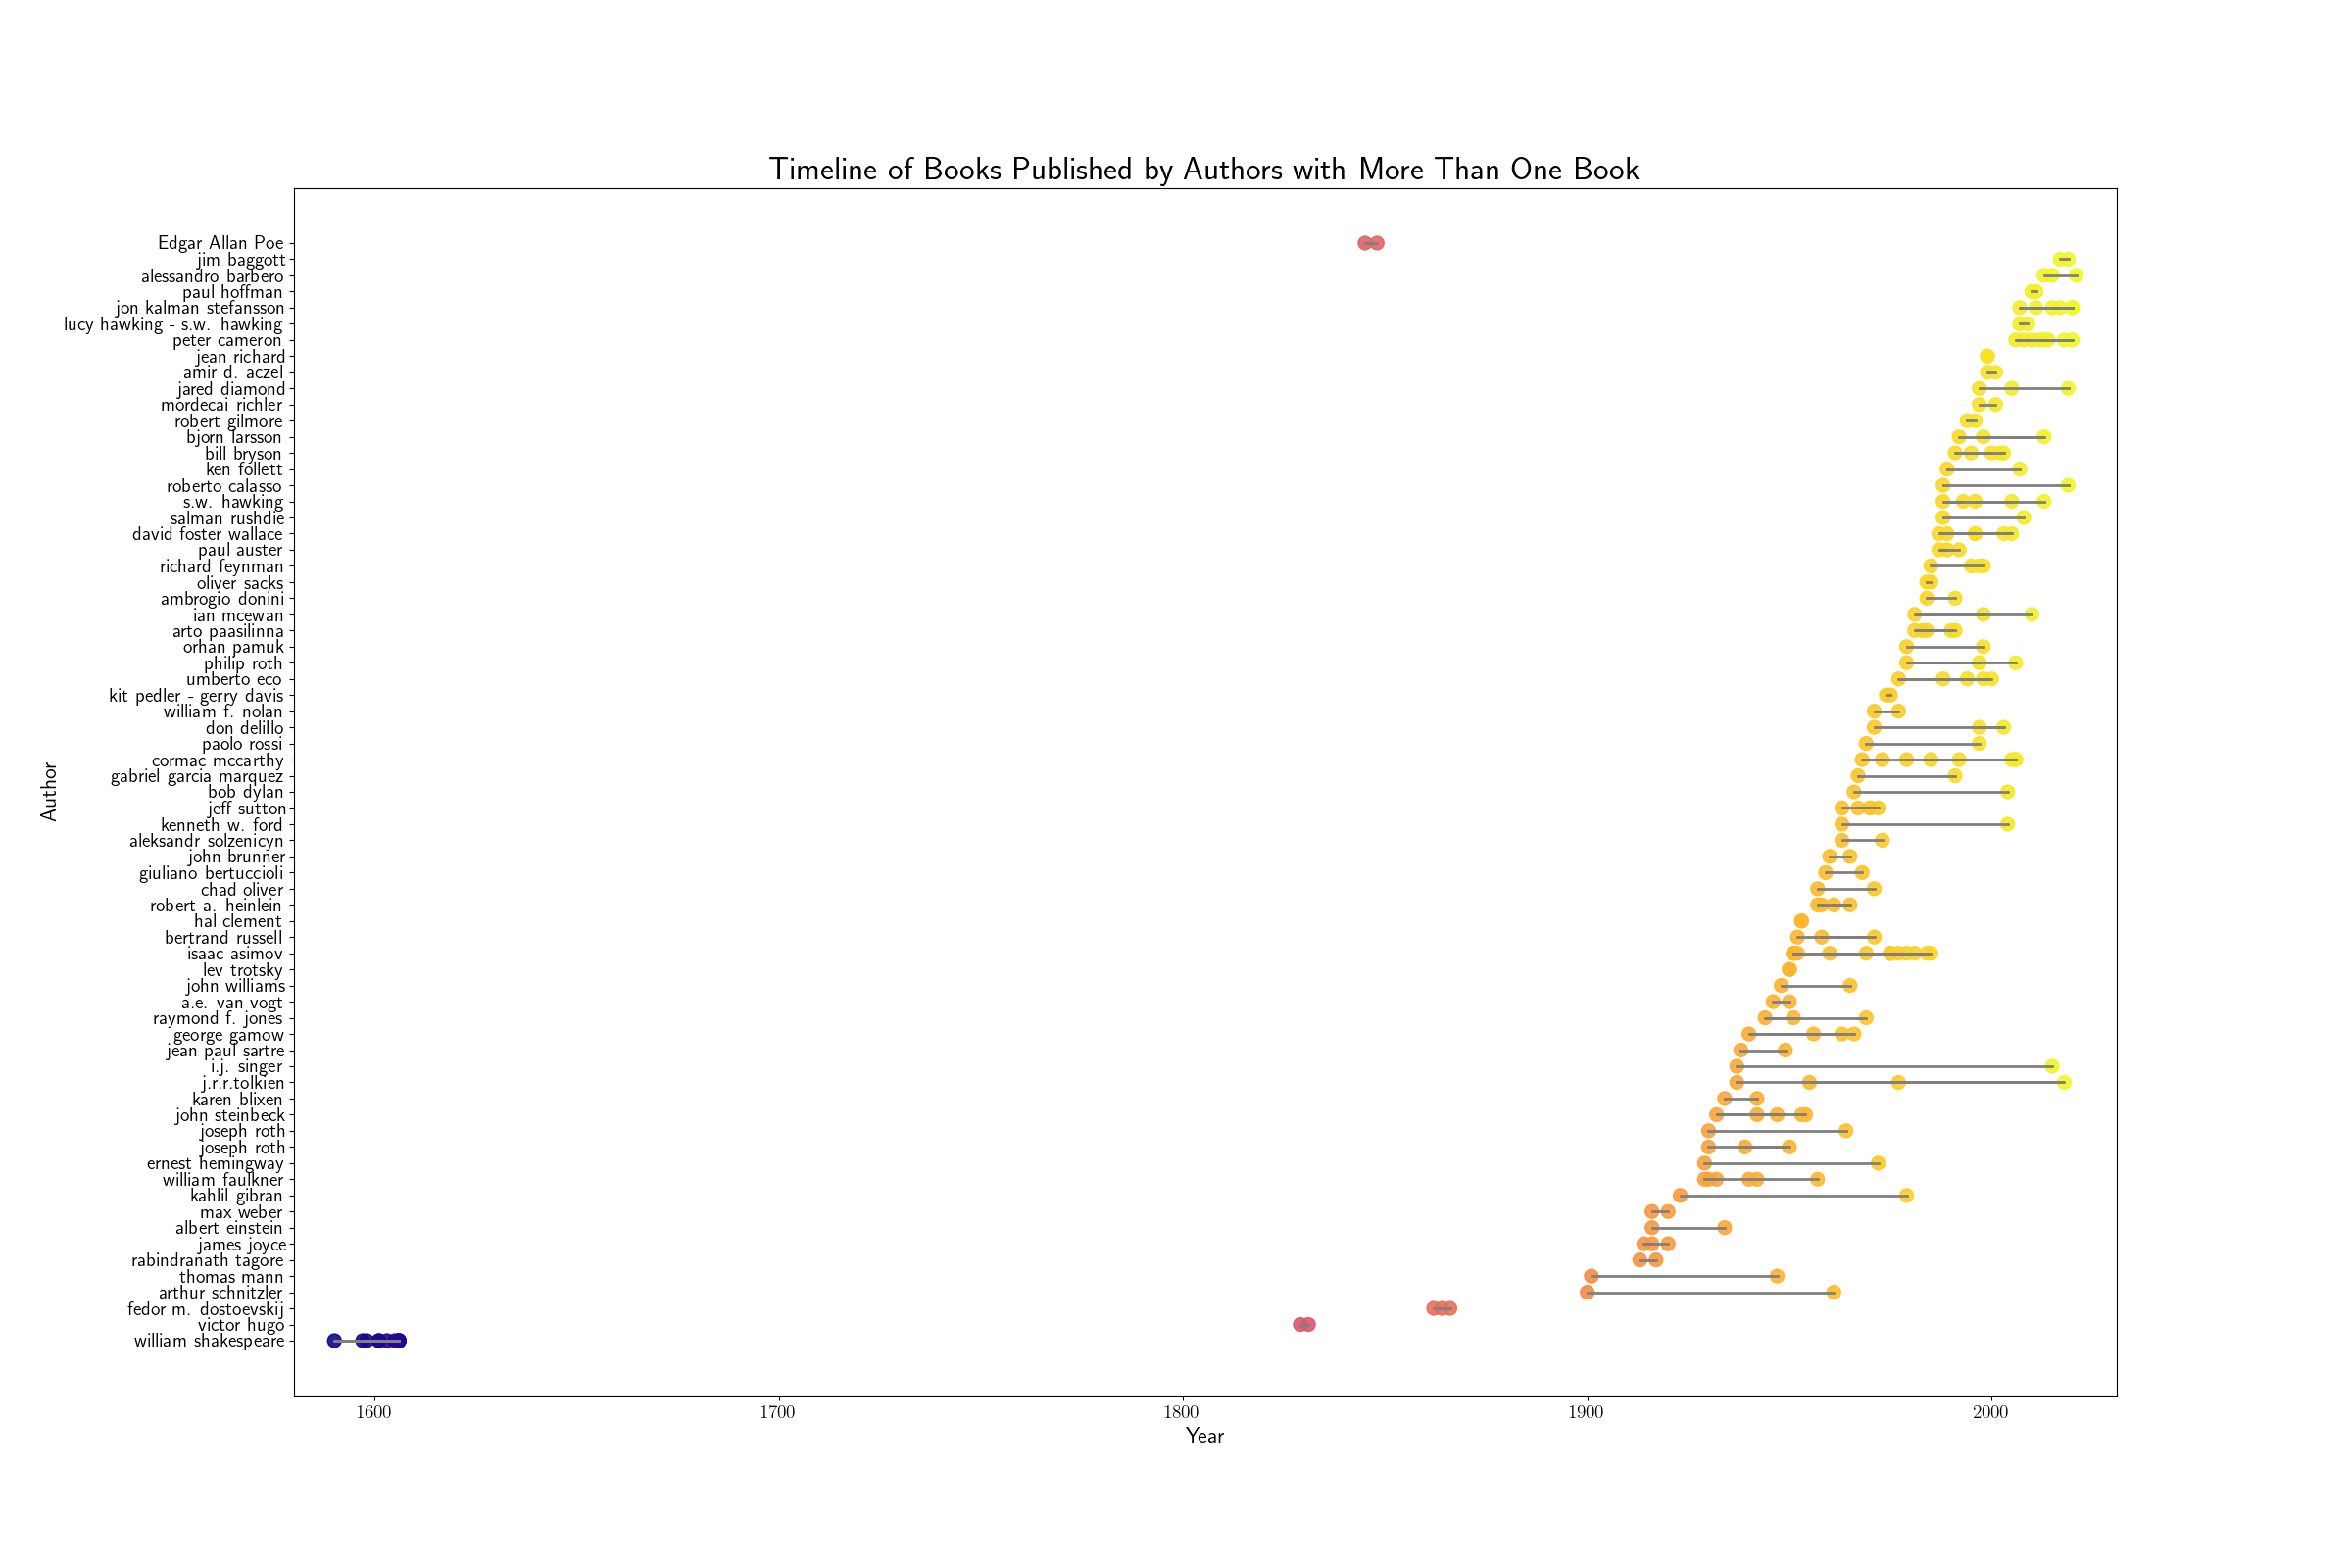 Timeline of Books Published by Authors with More Than One Book
Edgar Allan Poe
jim baggott
alessandro barbero
paul hoffman
jon kalman stefansson
lucy hawking - s.w. hawking
peter cameron
jean richard
amir d. aczel
jared diamond
mordecai richler
robert gilmore
bjorn larsson
bill bryson
ken follett
roberto calasso
s.w. hawking
salman rushdie
david foster wallace
paul auster
richard feynman
oliver sacks
ambrogio donini
ian mcewan
arto paasilinna
orhan pamuk
philip roth
umberto eco
kit pedler - gerry davis
william f. nolan
don delillo
paolo rossi
cormac mccarthy
gabriel garcia marquez
bob dylan
jeff sutton
kenneth w. ford
aleksandr solzenicyn
john brunner
giuliano bertuccioli
chad oliver
robert a. heinlein
hal clement
bertrand russell
isaac asimov
lev trotsky
john williams
a.e. van vogt
raymond f. jones
george gamow
jean paul sartre
i.j. singer
j.r.r.tolkien
karen blixen
john steinbeck
joseph roth
joseph roth
ernest hemingway
william faulkner
kahlil gibran
max weber
albert einstein
james joyce
rabindranath tagore
thomas mann
arthur schnitzler
fedor m. dostoevskij
victor hugo
william shakespeare
Author
1600
1700
1800
1900
2000
Year